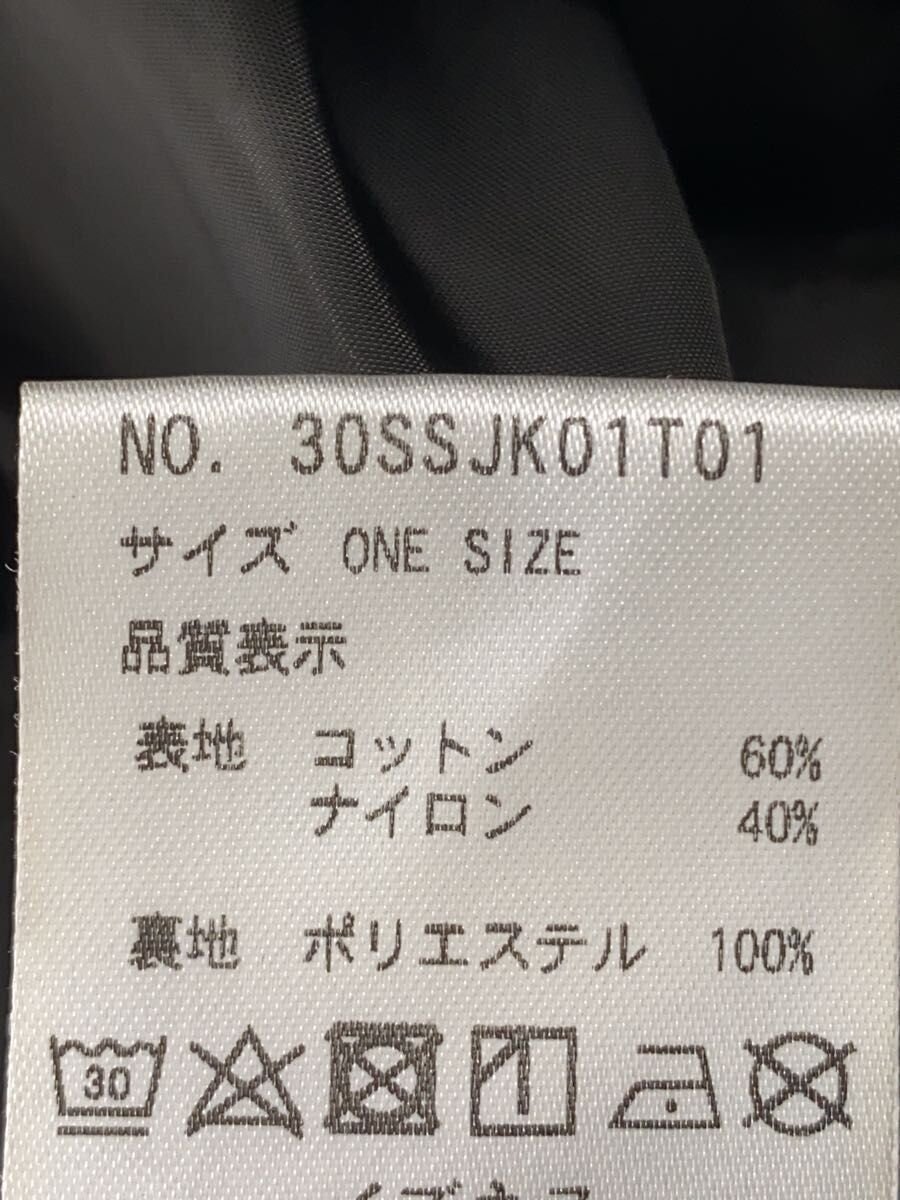 NO. 30SSJK01T01
サイズ ONE SIZE
品質表示
表地 コットン 60%
ナイロン 40%
裏地 ポリエステル 100%
30